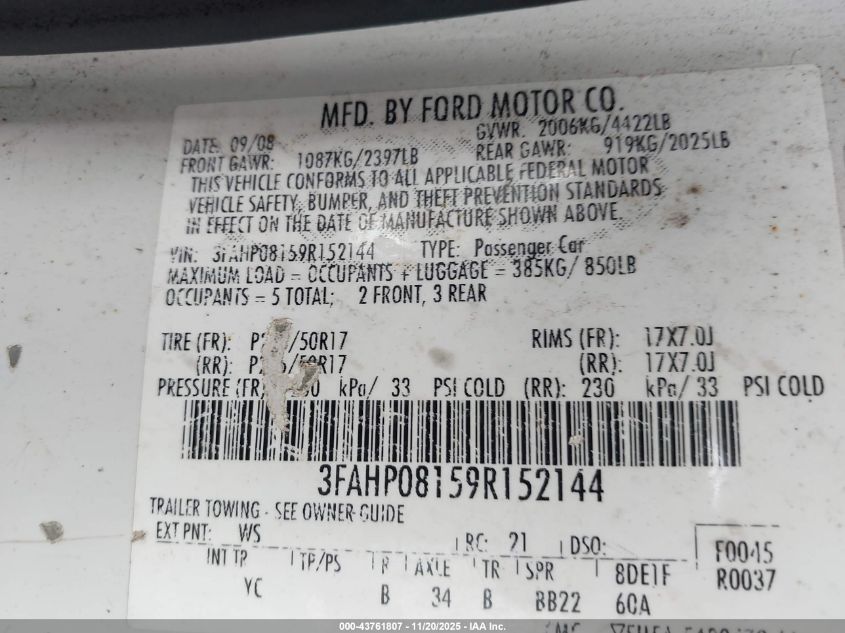 MFD. BY FORD MOTOR CO.
DATE: 09/08 GVWR: 2006KG/4422LB
FRONT GAWR: 1087KG/2397LB REAR GAWR: 919KG/2025LB
THIS VEHICLE CONFORMS TO ALL APPLICABLE FEDERAL MOTOR
VEHICLE SAFETY, BUMPER, AND THEFT PREVENTION STANDARDS
IN EFFECT ON THE DATE OF MANUFACTURE SHOWN ABOVE.
VIN: 3FAHP08159R152144 TYPE: Passenger Car
MAXIMUM LOAD = OCCUPANTS + LUGGAGE = 385KG/ 850LB
OCCUPANTS = 5 TOTAL; 2 FRONT, 3 REAR
TIRE (FR): /50R17 RIMS (FR): 17X7.0J
(RR): /50R17 (RR): 17X7.0J
PRESSURE (FR) kPa/ 33 PSI COLD (RR): 230 kPa/ 33 PSI COLD
3FAHP08159R152144
TRAILER TOWING - SEE OWNER GUIDE
EXT PNT: WS RC: 21 DSO: F0045
INT TP TP/PS R AXLE TR SPR 8DE1F R0037
YC B 34 B BB22 60A
00-43761807 - 11/20/2025 - IAA Inc.